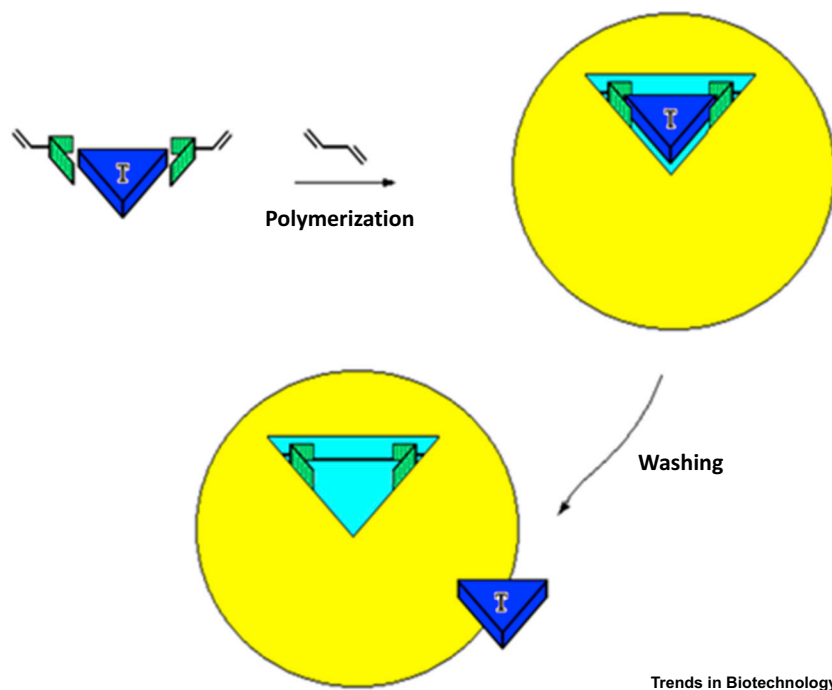 T
T
Polymerization
Washing
T
Trends in Biotechnology